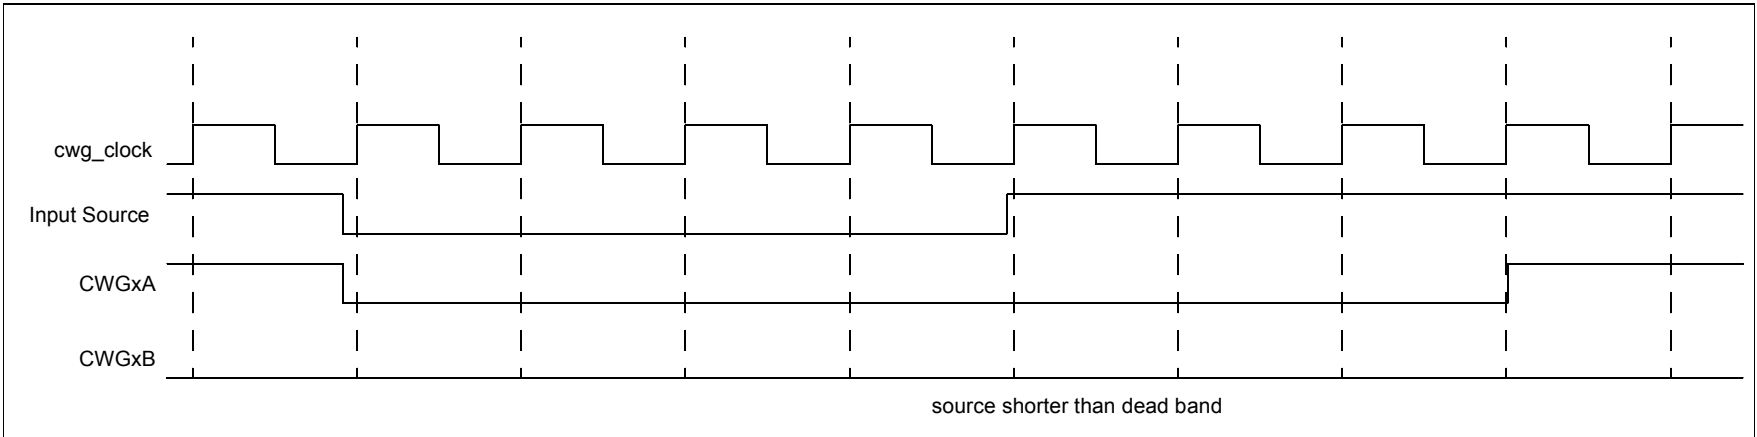 cwg_clock
Input Source
CWGxA
CWGxB
source shorter than dead band